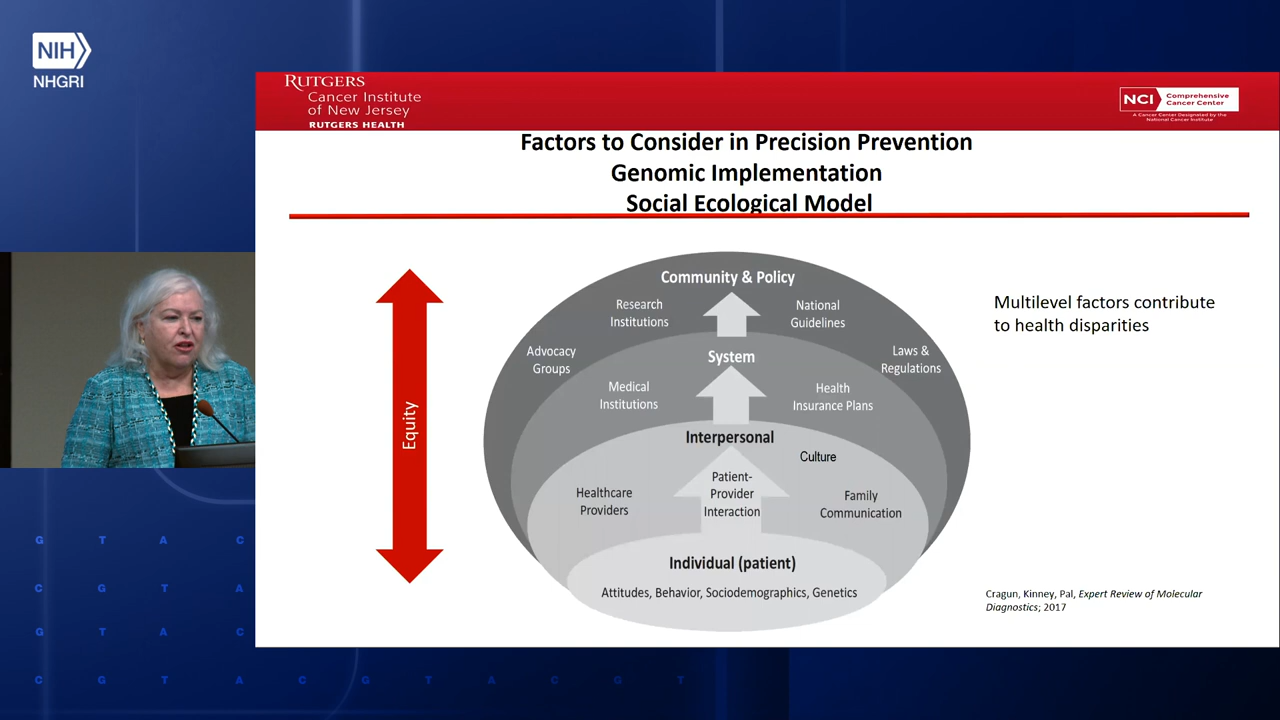 NIH
NHGRI
RUTGERS
Cancer Institute
of New Jersey
RUTGERS HEALTH
NCI
Comprehensive
Cancer Center
A Cancer Center Designated by the
National Cancer Institute
Factors to Consider in Precision Prevention
Genomic Implementation
Social Ecological Model
Equity
Community & Policy
Research
Institutions
National
Guidelines
Advocacy
Groups
Laws &
Regulations
System
Medical
Institutions
Health
Insurance Plans
Interpersonal
Culture
Healthcare
Providers
Patient-
Provider
Interaction
Family
Communication
Individual (patient)
Attitudes, Behavior, Sociodemographics, Genetics
Multilevel factors contribute
to health disparities
Cragun, Kinney, Pal, Expert Review of Molecular
Diagnostics; 2017
G T A C
C G T A
G T A C
C G T A C G T A C G T